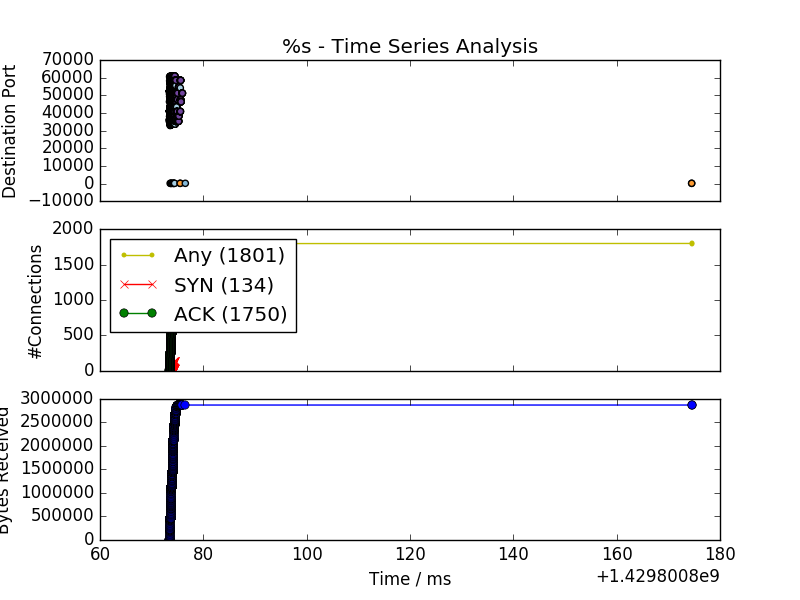 %s - Time Series Analysis
70000
60000
50000
40000
30000
20000
10000
0
−10000
Destination Port
2000
1500
1000
500
0
#Connections
Any (1801)
SYN (134)
ACK (1750)
3000000
2500000
2000000
1500000
1000000
500000
0
Bytes Received
60 80 100 120 140 160 180
Time / ms
+1.4298008e9